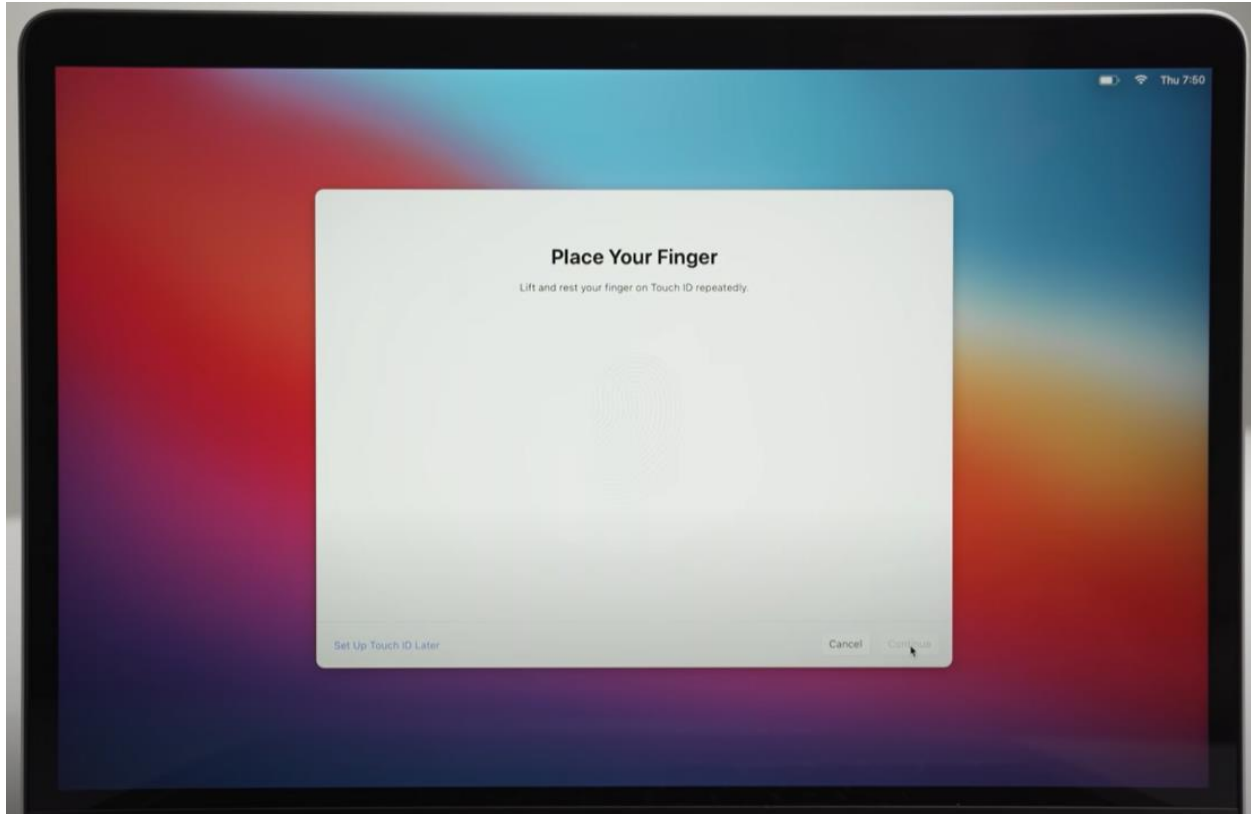 Thu 7:50
Place Your Finger
Lift and rest your finger on Touch ID repeatedly.
Set Up Touch ID Later
Cancel
Continue